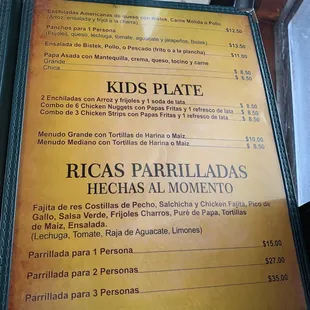 Enchiladas Americanas de queso con Bistek, Carne Molida o Pollo
(Arroz, ensalada y frijol a la charra) $12.50
Panchos para 1 Persona
(Frijoles, queso, lechuga, tomate, aguacate y jalapeños, Bistek) $13.50
Ensalada de Bistek, Pollo, o Pescado (frito o a la plancha) $11.00
Papa Asada con Mantequilla, crema, queso, tocino y carne
Grande $ 8.50
Chica $ 8.50
KIDS PLATE
2 Enchiladas con Arroz y frijoles y 1 soda de lata $ 8.50
Combo de 6 Chicken Nuggets con Papas Fritas y 1 refresco de lata $ 8.50
Combo de 3 Chicken Strips con Papas Fritas y 1 refresco de lata $ 8.50
Menudo Grande con Tortillas de Harina o Maiz $10.00
Menudo Mediano con Tortillas de Harina o Maiz $ 8.50
RICAS PARRILLADAS
HECHAS AL MOMENTO
Fajita de res Costillas de Pecho, Salchicha y Chicken Fajita, Pico de
Gallo, Salsa Verde, Frijoles Charros, Puré de Papa, Tortillas
de Maiz, Ensalada.
(Lechuga, Tomate, Raja de Aguacate, Limones)
Parrillada para 1 Persona $15.00
Parrillada para 2 Personas $27.00
Parrillada para 3 Personas $35.00